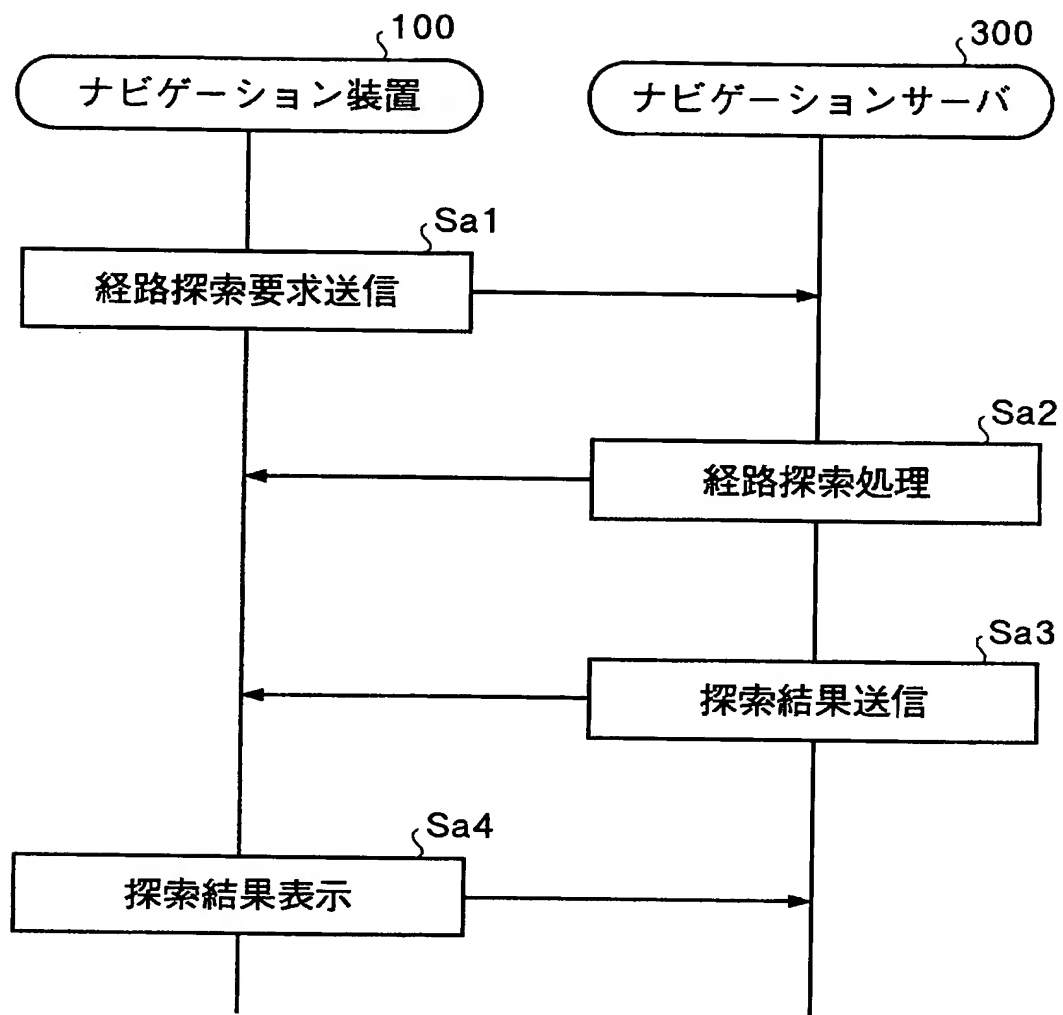 100
ナビゲーション装置
300
ナビゲーションサーバ
Sa1
経路探索要求送信
Sa2
経路探索処理
Sa3
探索結果送信
Sa4
探索結果表示